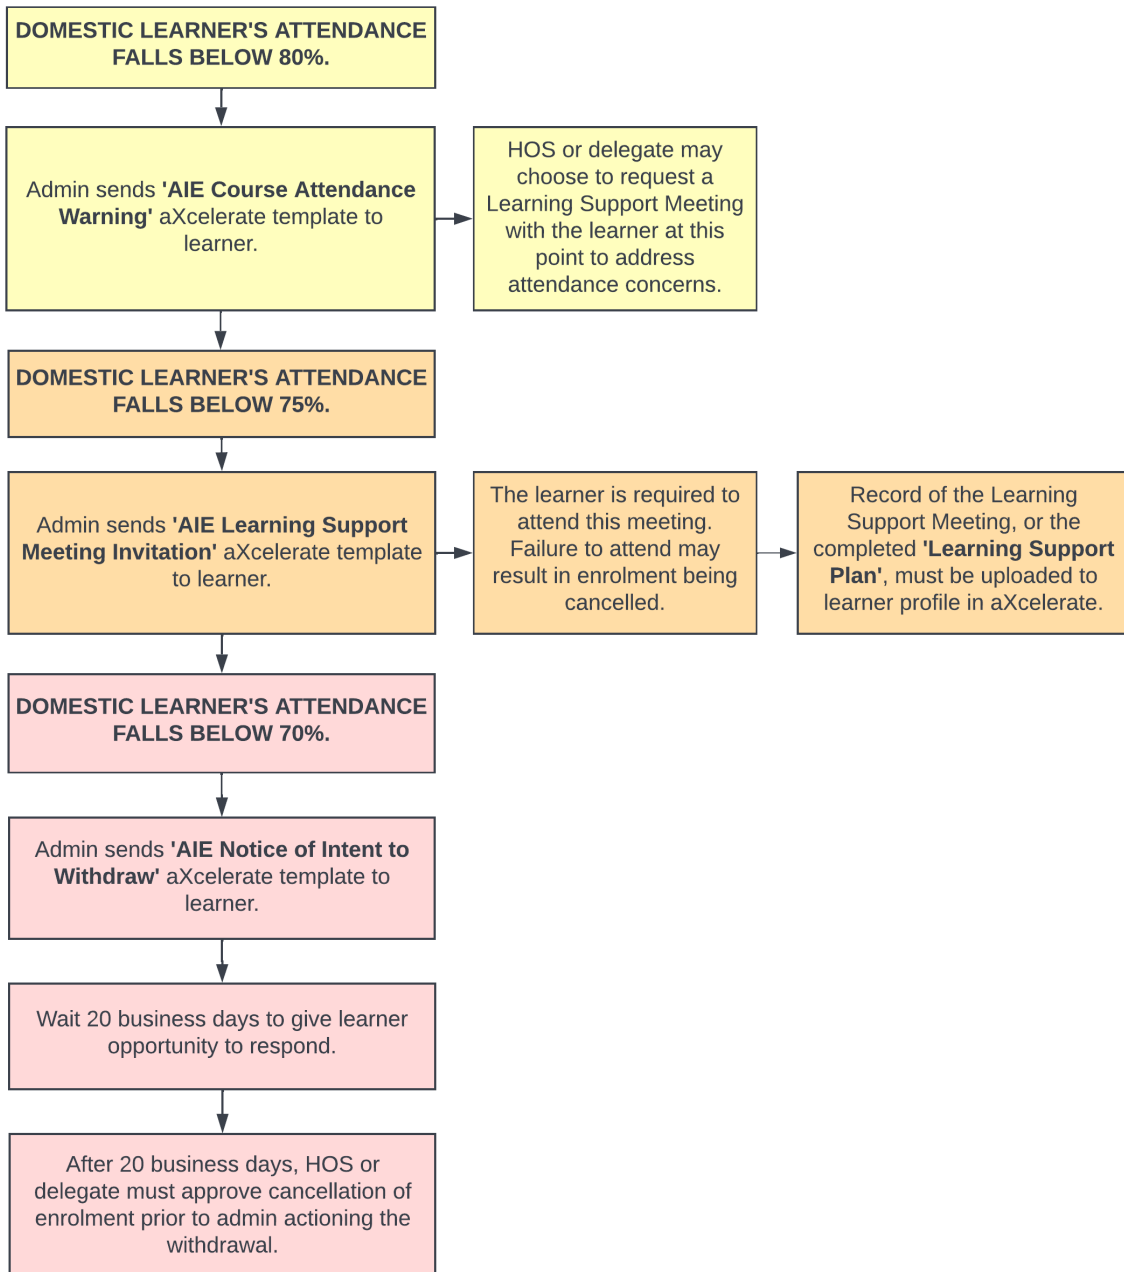 DOMESTIC LEARNER'S ATTENDANCE
FALLS BELOW 80%.
Admin sends 'AIE Course Attendance
Warning' aXcelerate template to
learner.
HOS or delegate may
choose to request a
Learning Support Meeting
with the learner at this
point to address
attendance concerns.
DOMESTIC LEARNER'S ATTENDANCE
FALLS BELOW 75%.
Admin sends 'AIE Learning Support
Meeting Invitation' aXcelerate template
to learner.
The learner is required to
attend this meeting.
Failure to attend may
result in enrolment being
cancelled.
Record of the Learning
Support Meeting, or the
completed 'Learning Support
Plan', must be uploaded to
learner profile in aXcelerate.
DOMESTIC LEARNER'S ATTENDANCE
FALLS BELOW 70%.
Admin sends 'AIE Notice of Intent to
Withdraw' aXcelerate template to
learner.
Wait 20 business days to give learner
opportunity to respond.
After 20 business days, HOS or
delegate must approve cancellation of
enrolment prior to admin actioning the
withdrawal.